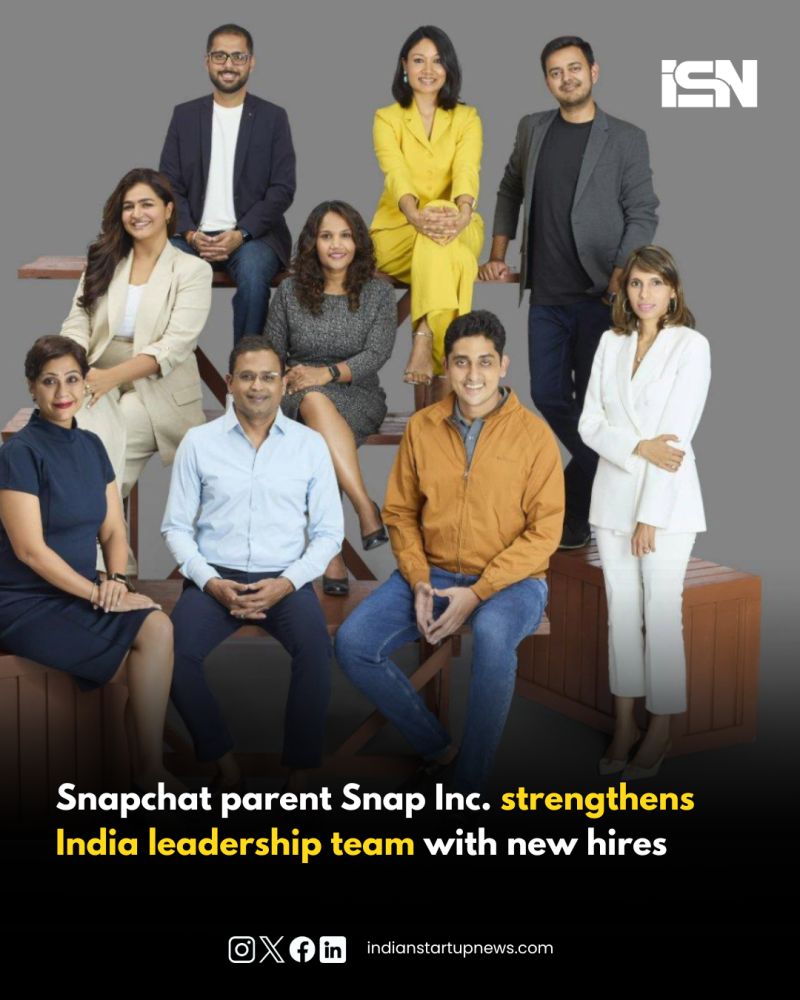 iSN
Snapchat parent Snap Inc. strengthens
India leadership team with new hires
indianstartupnews.com